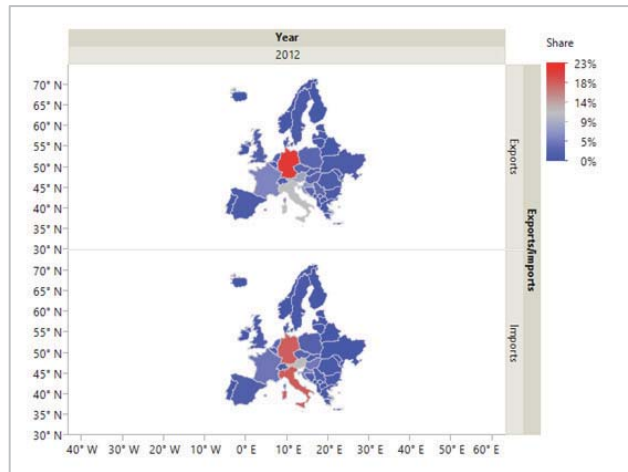 Year
2012
Share
23%
18%
14%
9%
5%
0%
70° N
65° N
60° N
55° N
50° N
45° N
40° N
35° N
30° N
Exports
Exports/imports
70° N
65° N
60° N
55° N
50° N
45° N
40° N
35° N
30° N
Imports
40° W 30° W 20° W 10° W 0° E 10° E 20° E 30° E 40° E 50° E 60° E